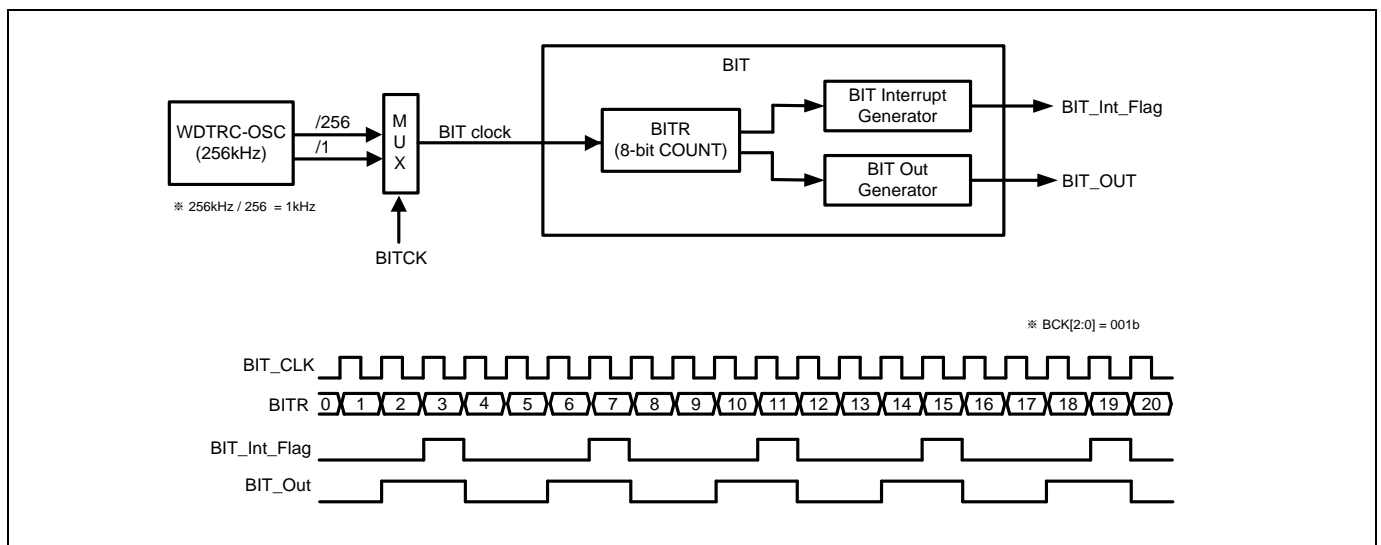 BIT
WDTRC-OSC
(256kHz)
/256
/1
M
U
X
BIT clock
BITR
(8-bit COUNT)
BIT Interrupt
Generator
BIT_Int_Flag
BIT Out
Generator
BIT_OUT
※ 256kHz / 256 = 1kHz
BITCK
※ BCK[2:0] = 001b
BIT_CLK
BITR 0 1 2 3 4 5 6 7 8 9 10 11 12 13 14 15 16 17 18 19 20
BIT_Int_Flag
BIT_Out